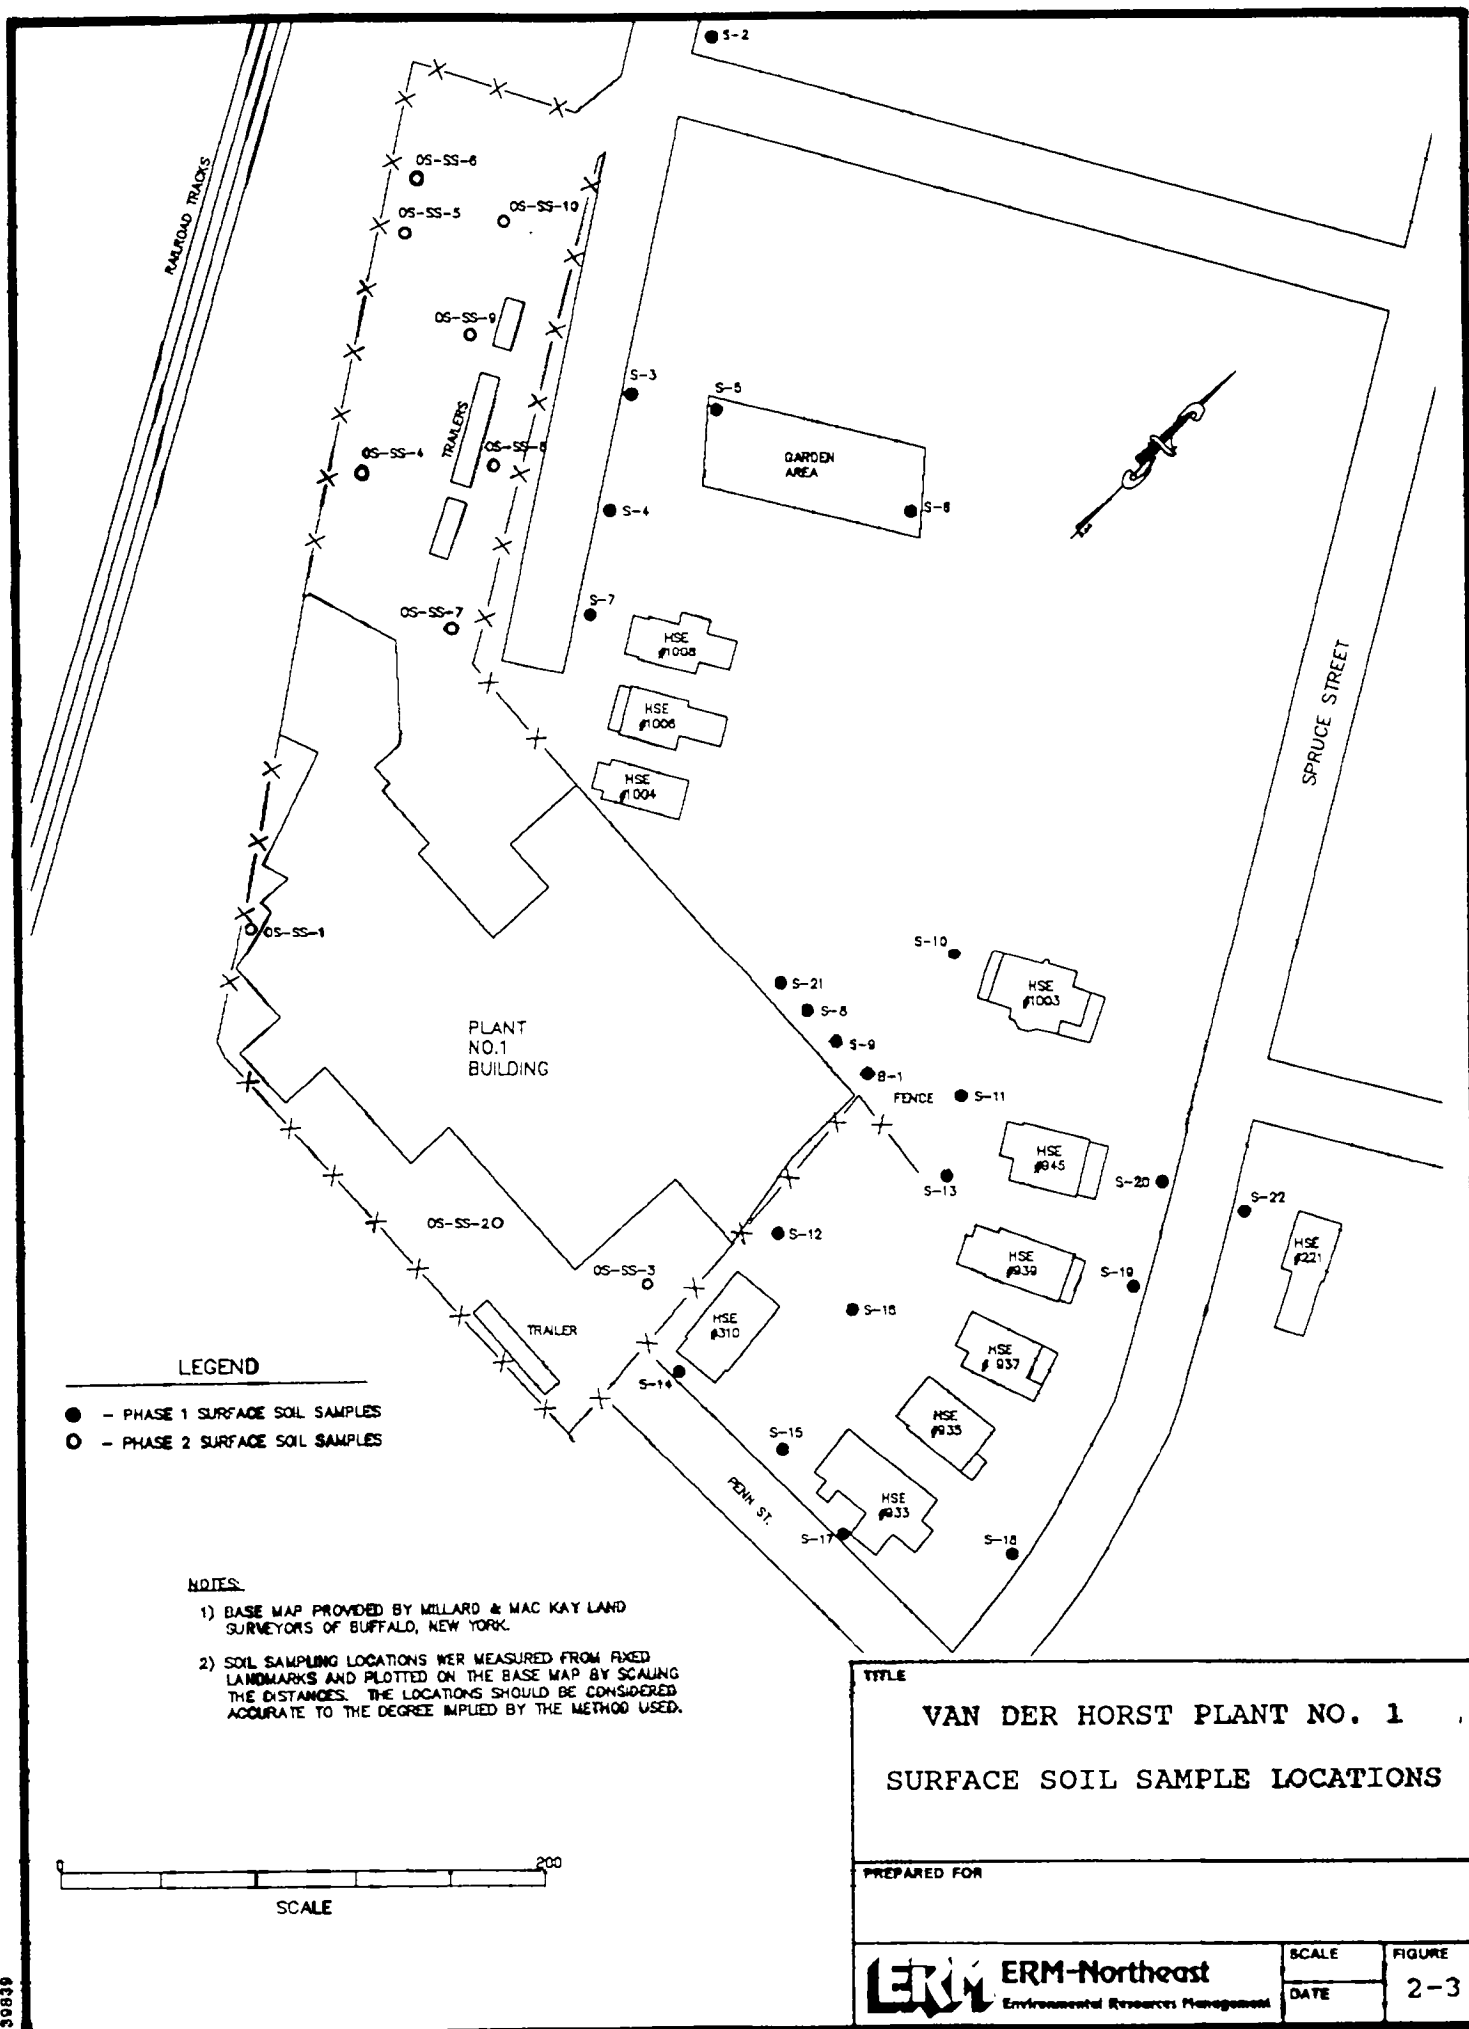 S-2
RAILROAD TRACKS
OS-SS-6
OS-SS-5
OS-SS-10
OS-SS-9
TRAILERS
OS-SS-4
OS-SS-8
S-3
S-5
GARDEN
AREA
S-6
S-4
OS-SS-7
S-7
HSE
#1008
HSE
#1006
HSE
#1004
SPRUCE STREET
OS-SS-1
PLANT
NO.1
BUILDING
S-10
HSE
#1003
S-21
S-8
S-9
B-1
FENCE
S-11
HSE
#945
S-13
S-20
S-22
HSE
#221
OS-SS-2
S-12
HSE
#939
S-19
OS-SS-3
S-16
HSE
#310
TRAILER
HSE
# 937
S-14
HSE
#935
S-15
PENN ST.
HSE
#933
S-17
S-18
LEGEND
- PHASE 1 SURFACE SOIL SAMPLES
- PHASE 2 SURFACE SOIL SAMPLES
NOTES:
1) BASE MAP PROVIDED BY MILLARD & MAC KAY LAND
SURVEYORS OF BUFFALO, NEW YORK.
2) SOIL SAMPLING LOCATIONS WER MEASURED FROM FIXED
LANDMARKS AND PLOTTED ON THE BASE MAP BY SCALING
THE DISTANCES. THE LOCATIONS SHOULD BE CONSIDERED
ACCURATE TO THE DEGREE IMPLIED BY THE METHOD USED.
0 200
SCALE
TITLE
VAN DER HORST PLANT NO. 1
SURFACE SOIL SAMPLE LOCATIONS
PREPARED FOR
ERM ERM-Northeast
Environmental Resources Management
SCALE
DATE
FIGURE
2-3
39839